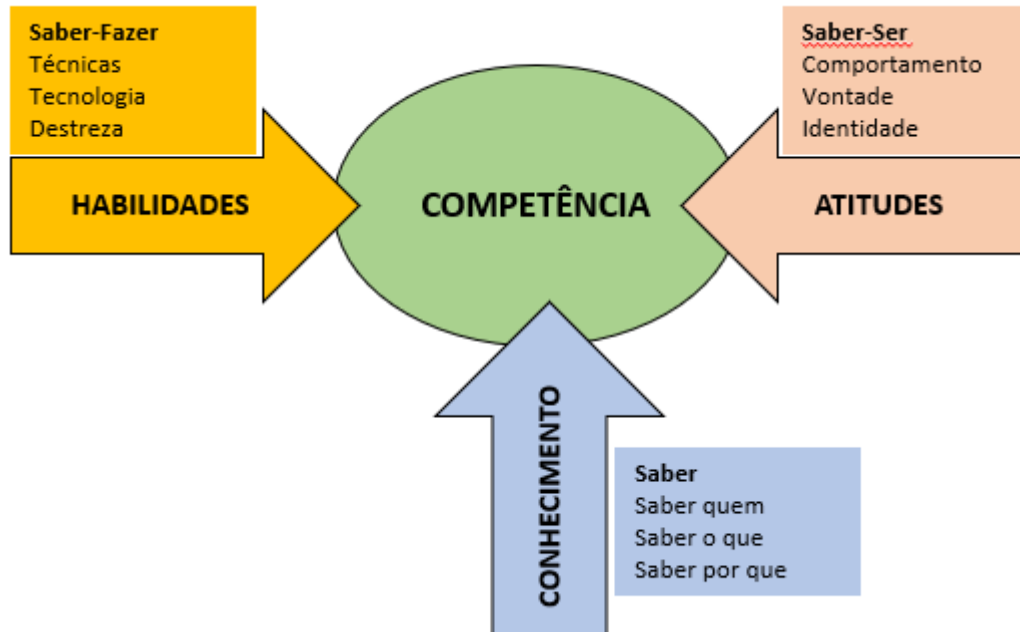 Saber-Fazer
Técnicas
Tecnologia
Destreza
HABILIDADES
Saber-Ser
Comportamento
Vontade
Identidade
ATITUDES
COMPETÊNCIA
CONHECIMENTO
Saber
Saber quem
Saber o que
Saber por que